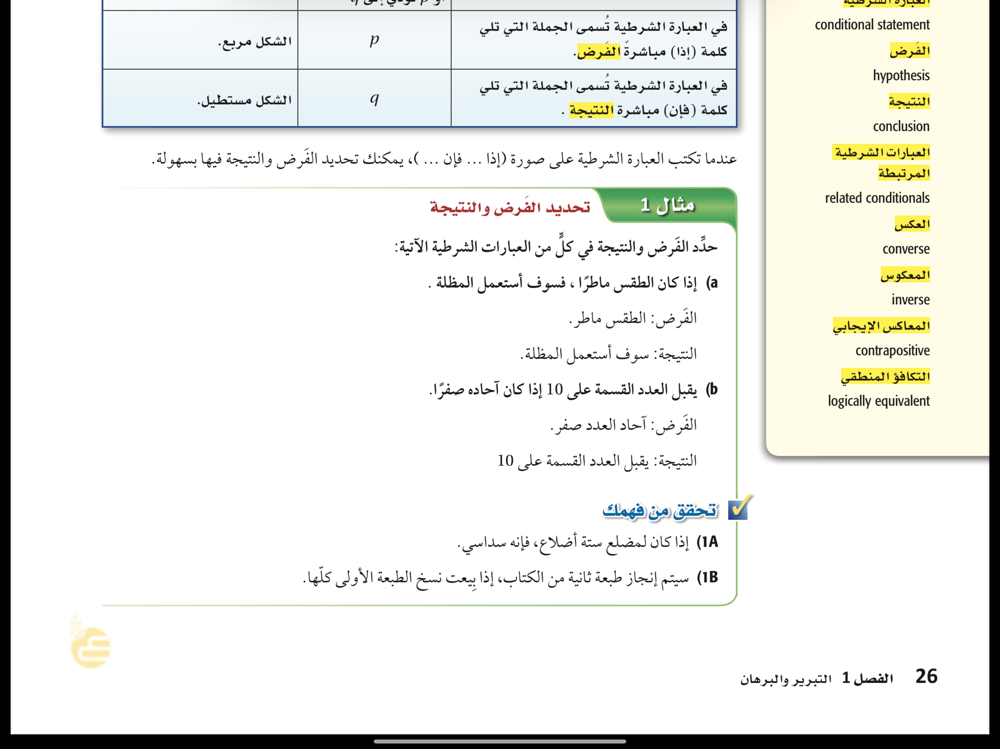 في العبارة الشرطية تُسمى الجملة التي تلي
كلمة (إذا) مباشرةً الفَرض.
p
الشكل مربع.
في العبارة الشرطية تُسمى الجملة التي تلي
كلمة (فإن) مباشرة النتيجة .
q
الشكل مستطيل.
عندما تكتب العبارة الشرطية على صورة (إذا ... فإن ... )، يمكنك تحديد الفَرض والنتيجة فيها بسهولة.
مثال 1 تحديد الفَرض والنتيجة
حدِّد الفَرض والنتيجة في كلٍّ من العبارات الشرطية الآتية:
(a إذا كان الطقس ماطرًا ، فسوف أستعمل المظلة .
الفَرض: الطقس ماطر.
النتيجة: سوف أستعمل المظلة.
(b يقبل العدد القسمة على 10 إذا كان آحاده صفرًا.
الفَرض: آحاد العدد صفر.
النتيجة: يقبل العدد القسمة على 10
تحقق من فهمك
(1A إذا كان لمضلع ستة أضلاع، فإنه سداسي.
(1B سيتم إنجاز طبعة ثانية من الكتاب، إذا بِيعت نسخ الطبعة الأولى كلّها.
العبارة الشرطية
conditional statement
الفَرض
hypothesis
النتيجة
conclusion
العبارات الشرطية
المرتبطة
related conditionals
العكس
converse
المعكوس
inverse
المعاكس الإيجابي
contrapositive
التكافؤ المنطقي
logically equivalent
26 الفصل 1 التبرير والبرهان